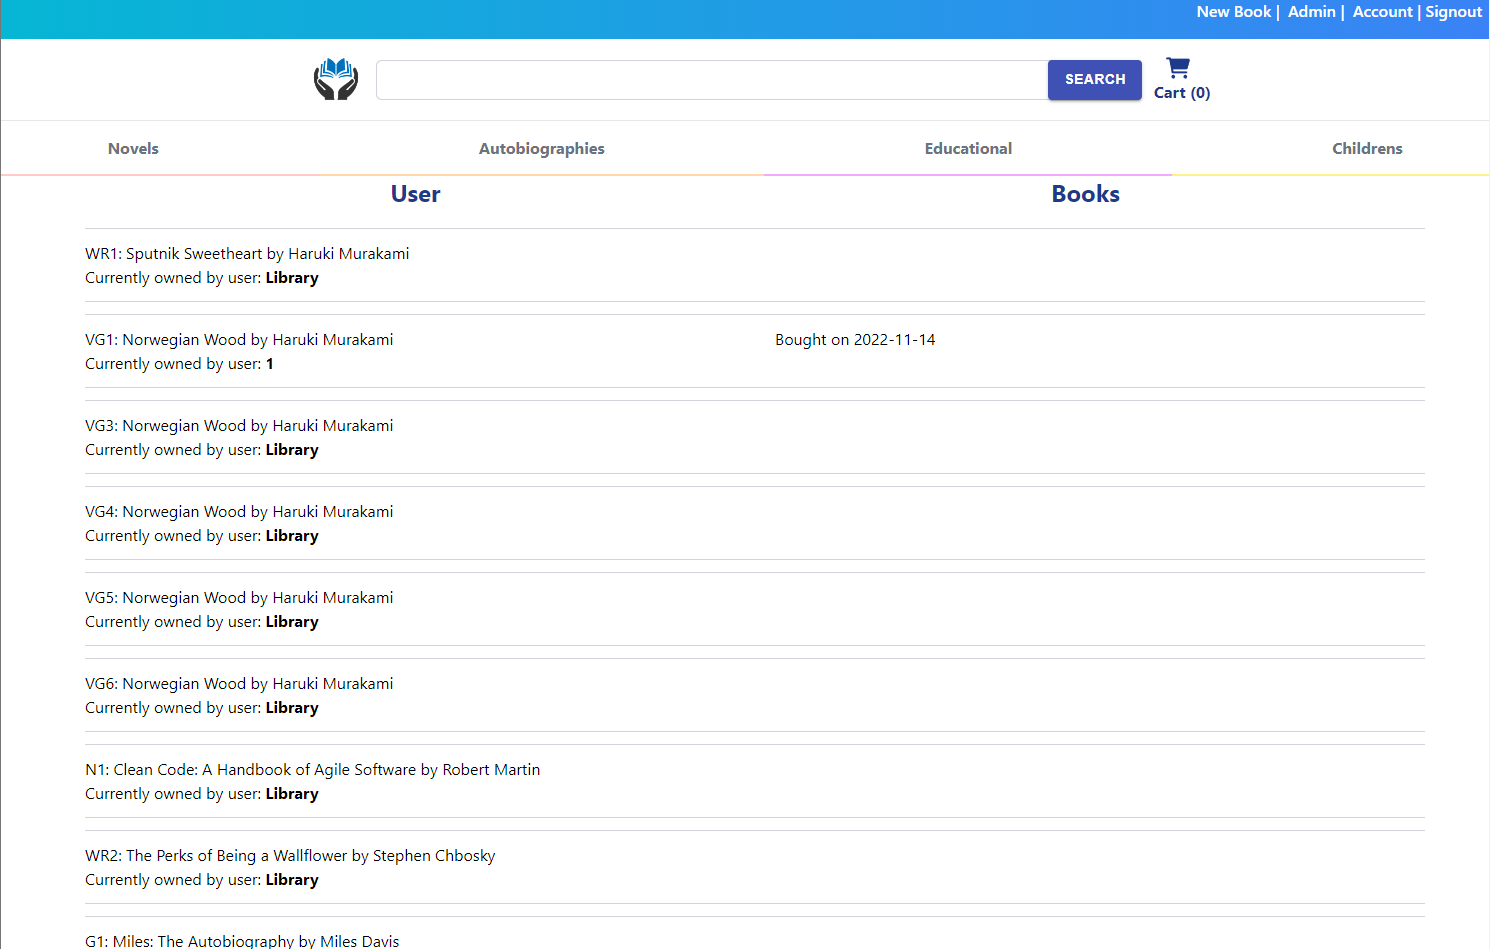 New Book | Admin | Account | Signout
SEARCH
Cart (0)
Novels Autobiographies Educational Childrens
User Books
WR1: Sputnik Sweetheart by Haruki Murakami
Currently owned by user: Library
VG1: Norwegian Wood by Haruki Murakami Bought on 2022-11-14
Currently owned by user: 1
VG3: Norwegian Wood by Haruki Murakami
Currently owned by user: Library
VG4: Norwegian Wood by Haruki Murakami
Currently owned by user: Library
VG5: Norwegian Wood by Haruki Murakami
Currently owned by user: Library
VG6: Norwegian Wood by Haruki Murakami
Currently owned by user: Library
N1: Clean Code: A Handbook of Agile Software by Robert Martin
Currently owned by user: Library
WR2: The Perks of Being a Wallflower by Stephen Chbosky
Currently owned by user: Library
G1: Miles: The Autobiography by Miles Davis